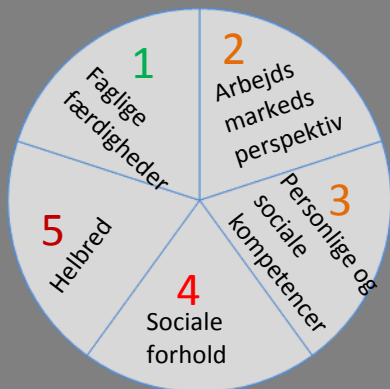 1
Faglige
færdigheder
2
Arbejds
markeds
perspektiv
3
Personlige og
sociale
kompetencer
4
Sociale
forhold
5
Helbred